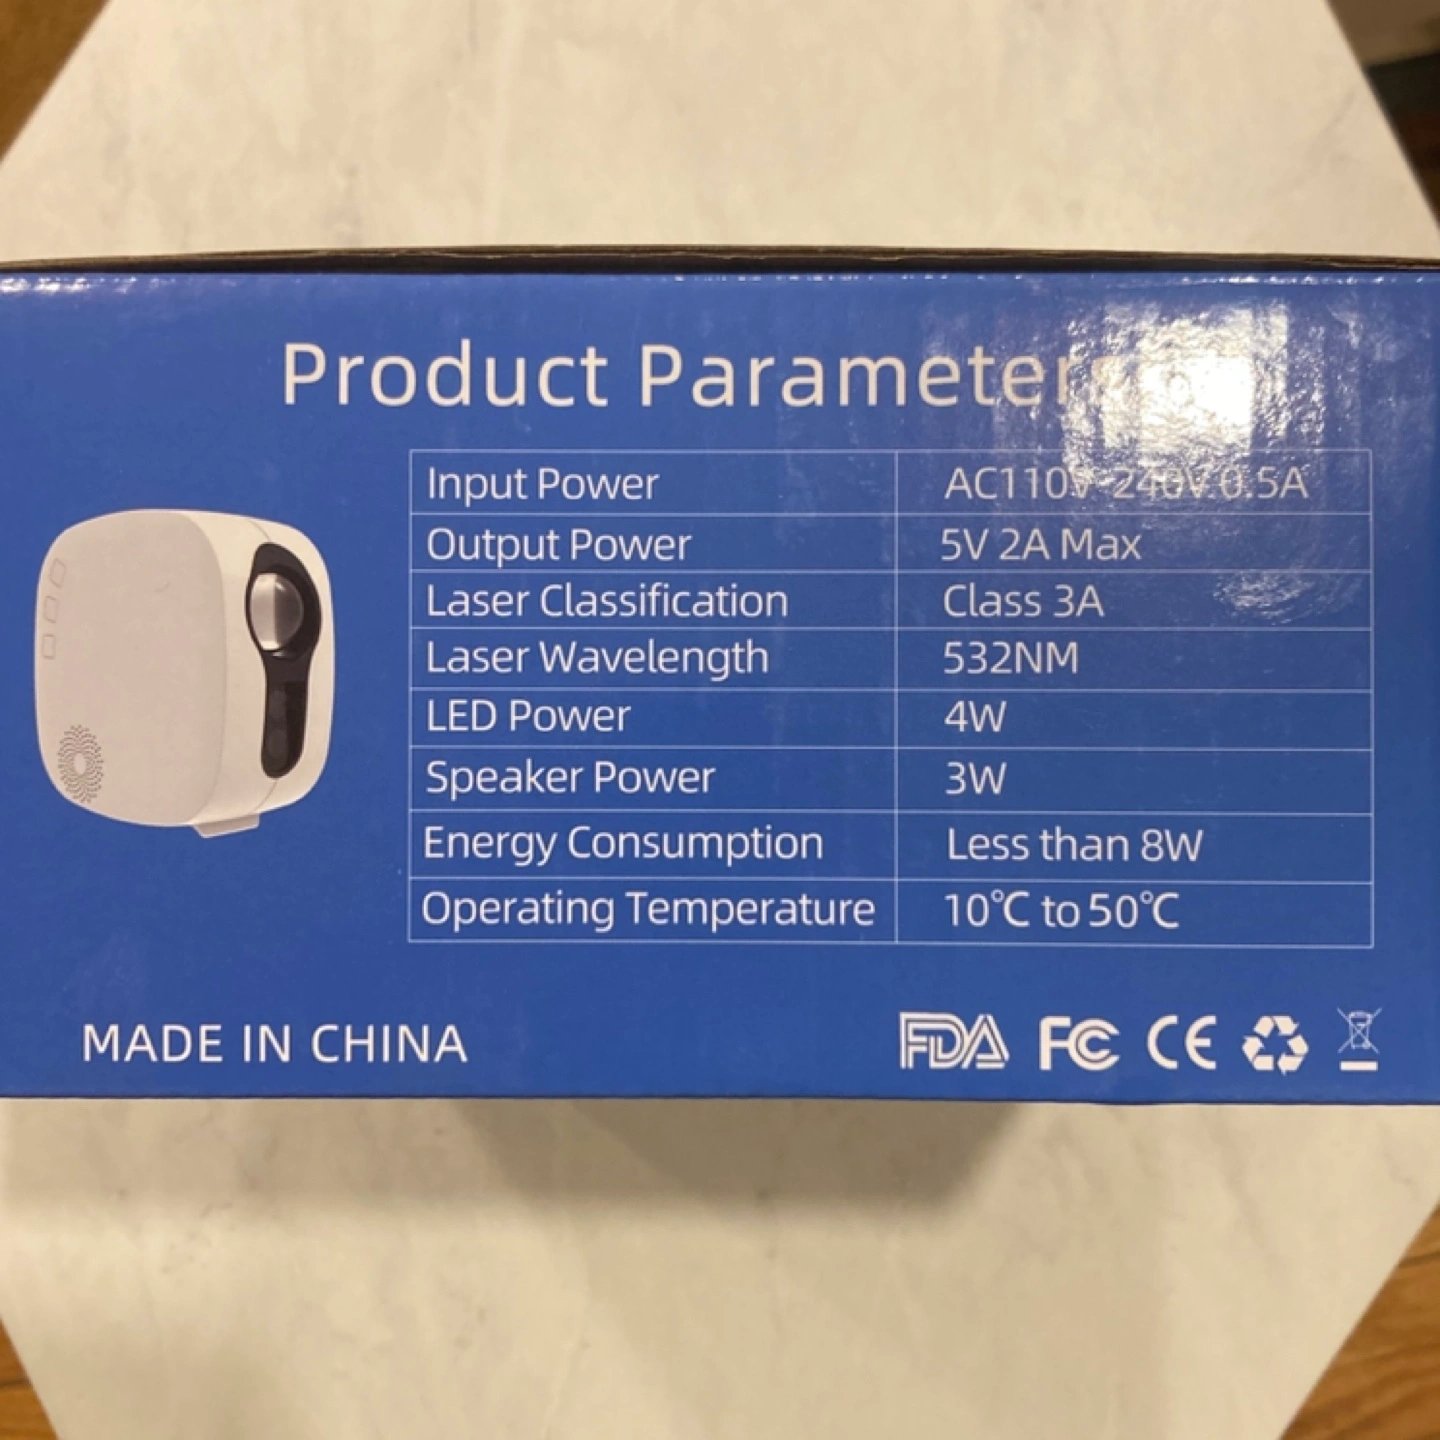 Product Parameters
Input Power AC110V-240V 0.5A
Output Power 5V 2A Max
Laser Classification Class 3A
Laser Wavelength 532NM
LED Power 4W
Speaker Power 3W
Energy Consumption Less than 8W
Operating Temperature 10℃ to 50℃
MADE IN CHINA FDA FC CE